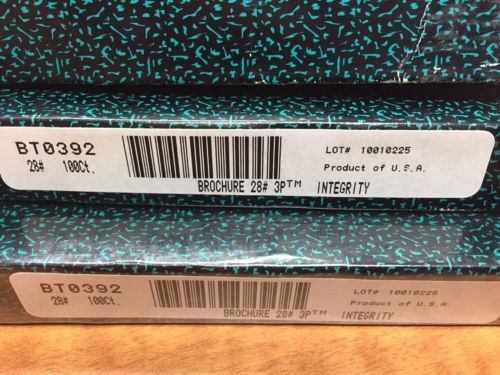 BT0392
28# 100Ct.
LOT# 10010225
Product of U.S.A.
BROCHURE 28# 3P™ INTEGRITY
BT0392
28# 100Ct.
LOT# 10010225
Product of U.S.A.
BROCHURE 28# 3P™ INTEGRITY